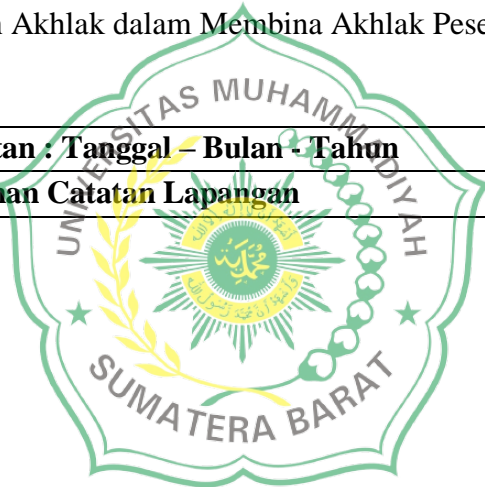 Akhlak dalam Membina Akhlak Pese
tan : Tanggal – Bulan - Tahun
an Catatan Lapangan
UNIVERSITAS MUHAMMADIYAH
SUMATERA BARAT